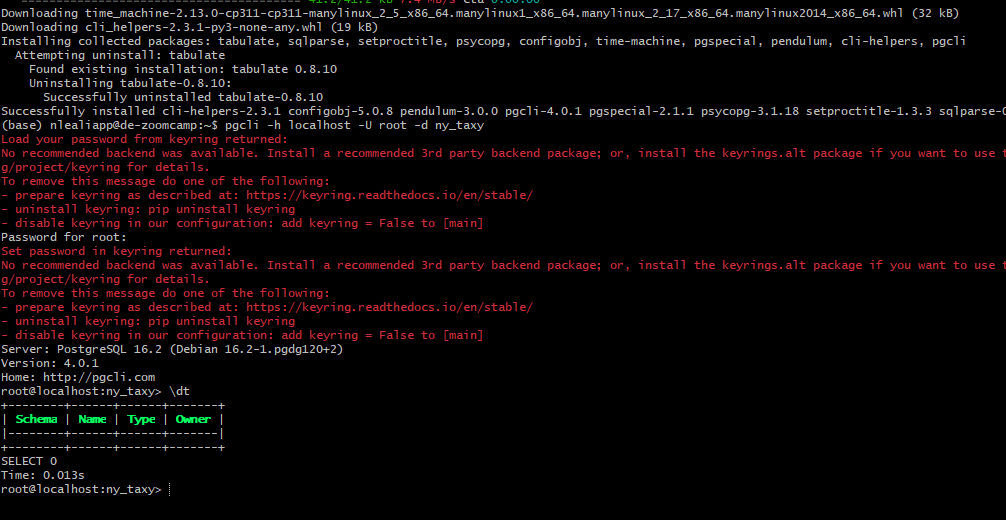 ------------------------------------ 41.2/41.2 kB 7.4 MB/s eta 0:00:00
Downloading time_machine-2.13.0-cp311-cp311-manylinux_2_5_x86_64.manylinux1_x86_64.manylinux_2_17_x86_64.manylinux2014_x86_64.whl (32 kB)
Downloading cli_helpers-2.3.1-py3-none-any.whl (19 kB)
Installing collected packages: tabulate, sqlparse, setproctitle, psycopg, configobj, time-machine, pgspecial, pendulum, cli-helpers, pgcli
  Attempting uninstall: tabulate
    Found existing installation: tabulate 0.8.10
    Uninstalling tabulate-0.8.10:
      Successfully uninstalled tabulate-0.8.10
Successfully installed cli-helpers-2.3.1 configobj-5.0.8 pendulum-3.0.0 pgcli-4.0.1 pgspecial-2.1.1 psycopg-3.1.18 setproctitle-1.3.3 sqlparse-0
(base) nlealiapp@de-zoomcamp:~$ pgcli -h localhost -U root -d ny_taxy
Load your password from keyring returned:
No recommended backend was available. Install a recommended 3rd party backend package; or, install the keyrings.alt package if you want to use t
g/project/keyring for details.
To remove this message do one of the following:
- prepare keyring as described at: https://keyring.readthedocs.io/en/stable/
- uninstall keyring: pip uninstall keyring
- disable keyring in our configuration: add keyring = False to [main]
Password for root:
Set password in keyring returned:
No recommended backend was available. Install a recommended 3rd party backend package; or, install the keyrings.alt package if you want to use t
g/project/keyring for details.
To remove this message do one of the following:
- prepare keyring as described at: https://keyring.readthedocs.io/en/stable/
- uninstall keyring: pip uninstall keyring
- disable keyring in our configuration: add keyring = False to [main]
Server: PostgreSQL 16.2 (Debian 16.2-1.pgdg120+2)
Version: 4.0.1
Home: http://pgcli.com
root@localhost:ny_taxy> \dt
+--------+------+------+-------+
| Schema | Name | Type | Owner |
|--------+------+------+-------|
+--------+------+------+-------+
SELECT 0
Time: 0.013s
root@localhost:ny_taxy>